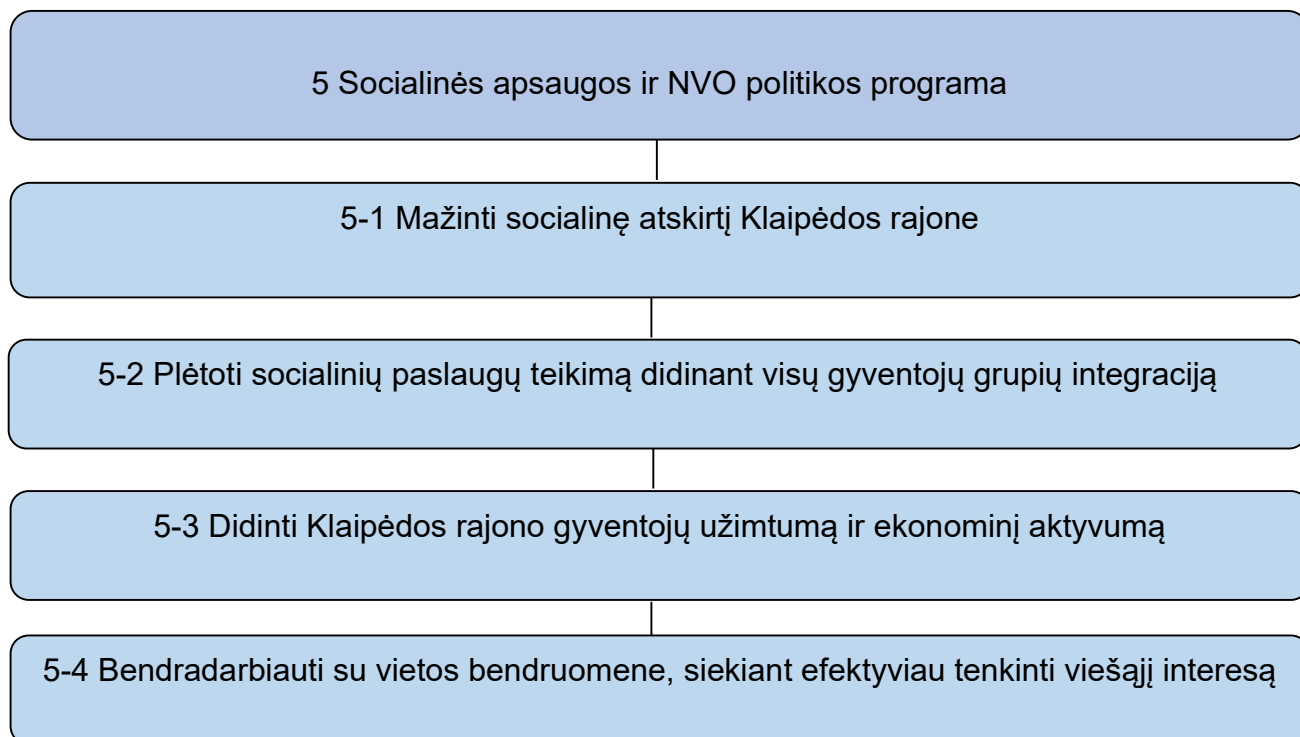 5 Socialinės apsaugos ir NVO politikos programa
5-1 Mažinti socialinę atskirtį Klaipėdos rajone
5-2 Plėtoti socialinių paslaugų teikimą didinant visų gyventojų grupių integraciją
5-3 Didinti Klaipėdos rajono gyventojų užimtumą ir ekonominį aktyvumą
5-4 Bendradarbiauti su vietos bendruomene, siekiant efektyviau tenkinti viešąjį interesą